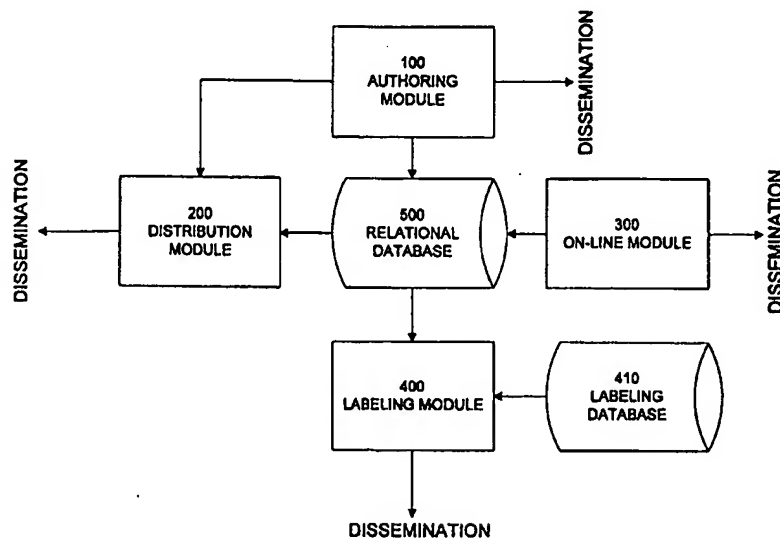 100
AUTHORING
MODULE
DISSEMINATION
DISSEMINATION
200
DISTRIBUTION
MODULE
500
RELATIONAL
DATABASE
300
ON-LINE MODULE
DISSEMINATION
400
LABELING MODULE
410
LABELING
DATABASE
DISSEMINATION